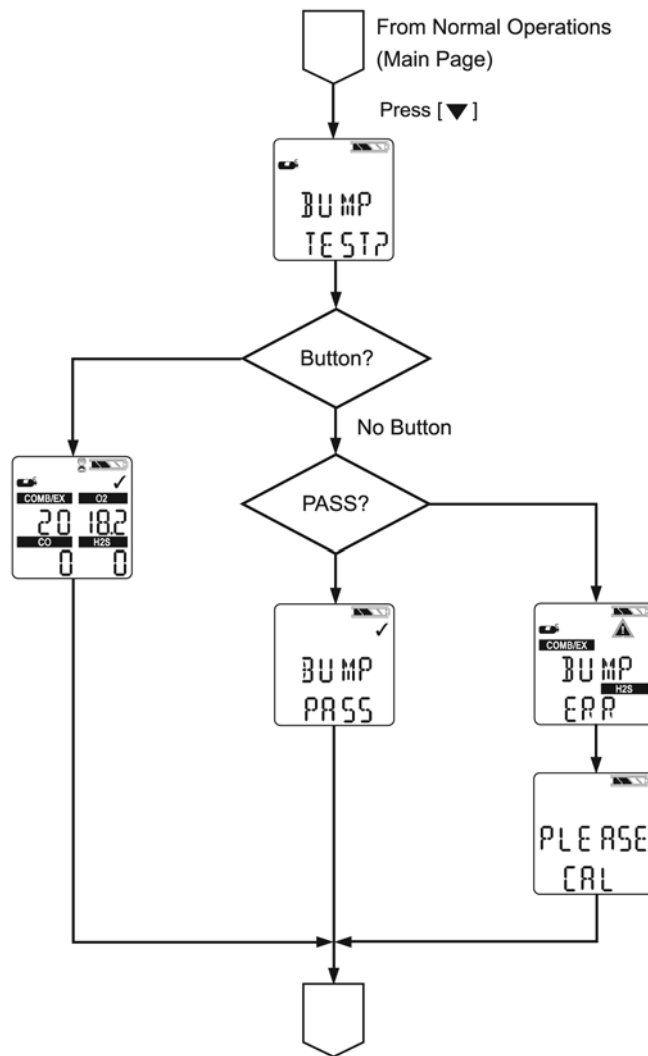 From Normal Operations
(Main Page)
Press [▼]
BUMP
TEST?
Button?
No Button
COMB/EX O2
20 18.2
CO H2S
0 0
PASS?
BUMP
PASS
COMB/EX
BUMP
H2S
ERR
PLEASE
CAL